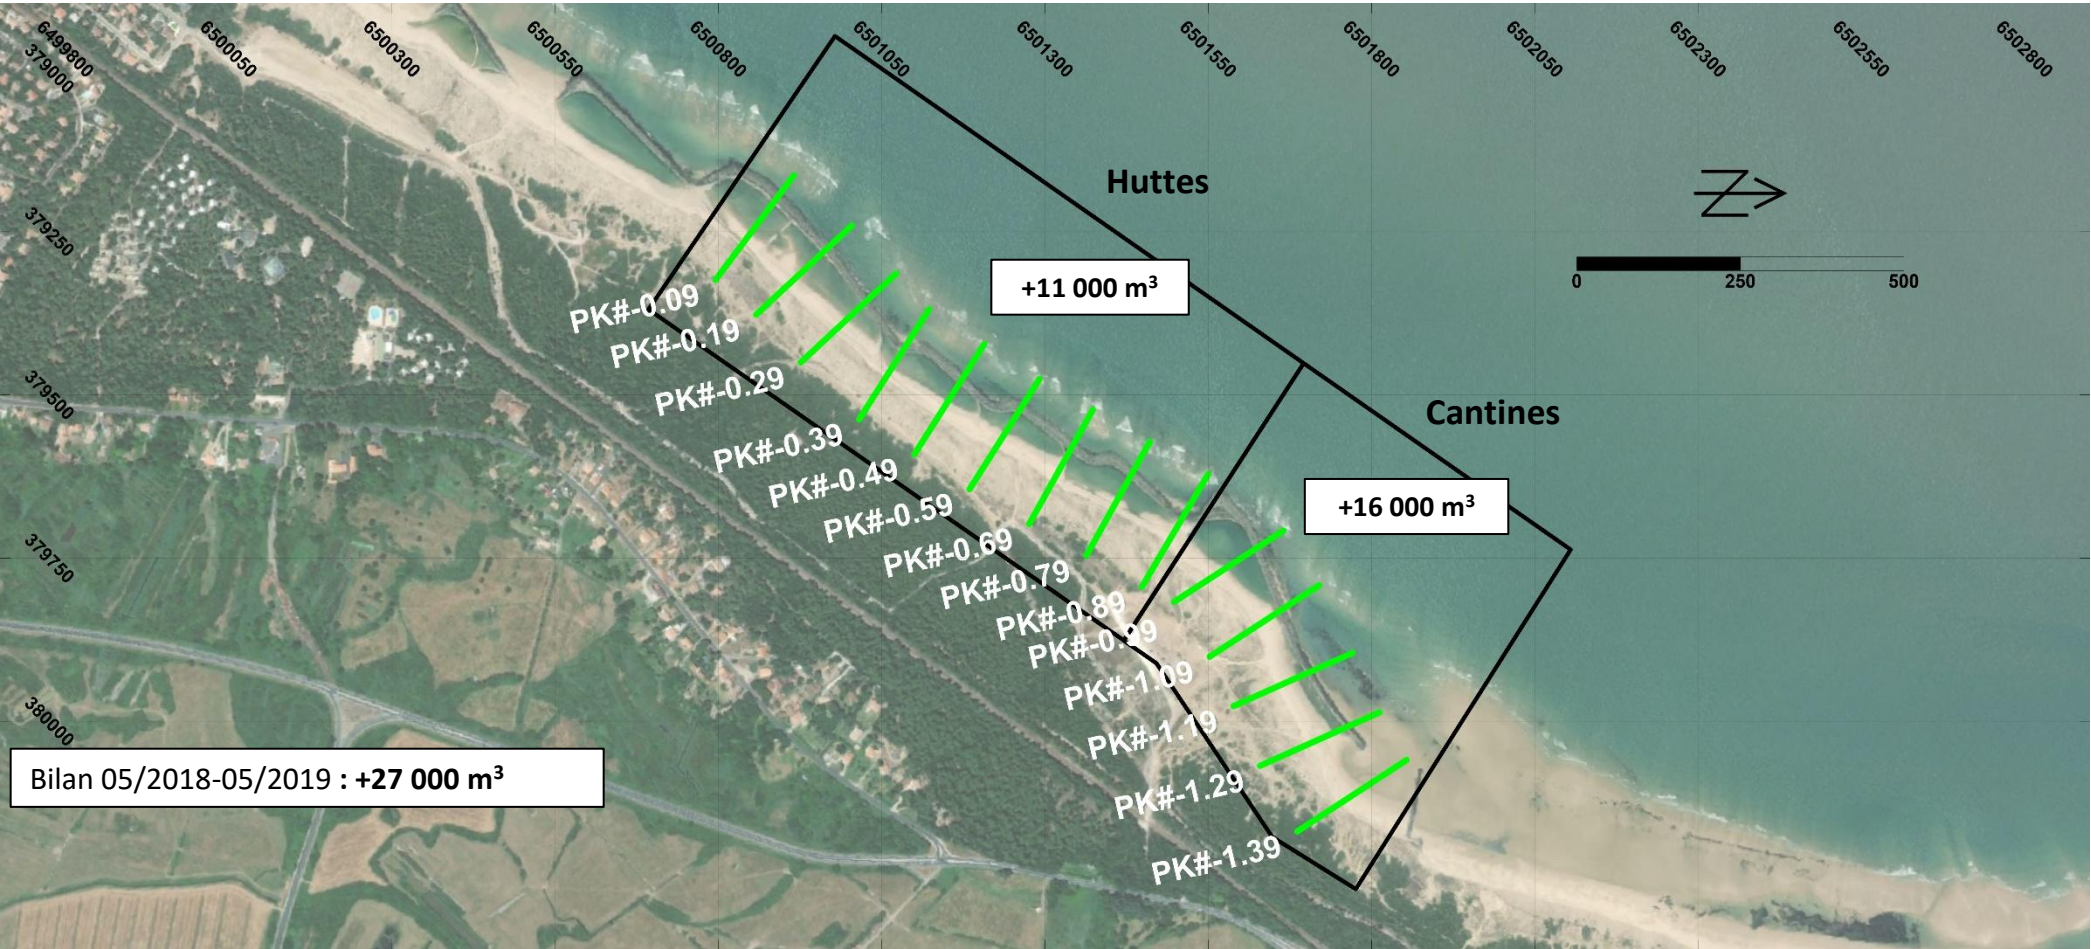 6499800
6500050
6500300
6500550
6500800
6501050
6501300
6501550
6501800
6502050
6502300
6502550
6502800
379000
379250
379500
379750
380000
Huttes
+11 000 m³
Cantines
+16 000 m³
0
250
500
N
PK#-0.09
PK#-0.19
PK#-0.29
PK#-0.39
PK#-0.49
PK#-0.59
PK#-0.69
PK#-0.79
PK#-0.89
PK#-0.99
PK#-1.09
PK#-1.19
PK#-1.29
PK#-1.39
Bilan 05/2018-05/2019 : +27 000 m³